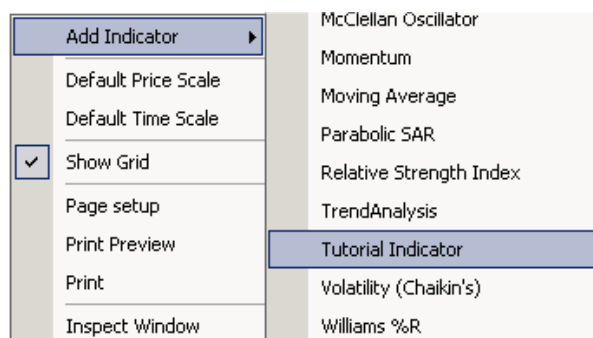 Add Indicator
Default Price Scale
Default Time Scale
Show Grid
Page setup
Print Preview
Print
Inspect Window
McClellan Oscillator
Momentum
Moving Average
Parabolic SAR
Relative Strength Index
TrendAnalysis
Tutorial Indicator
Volatility (Chaikin's)
Williams %R